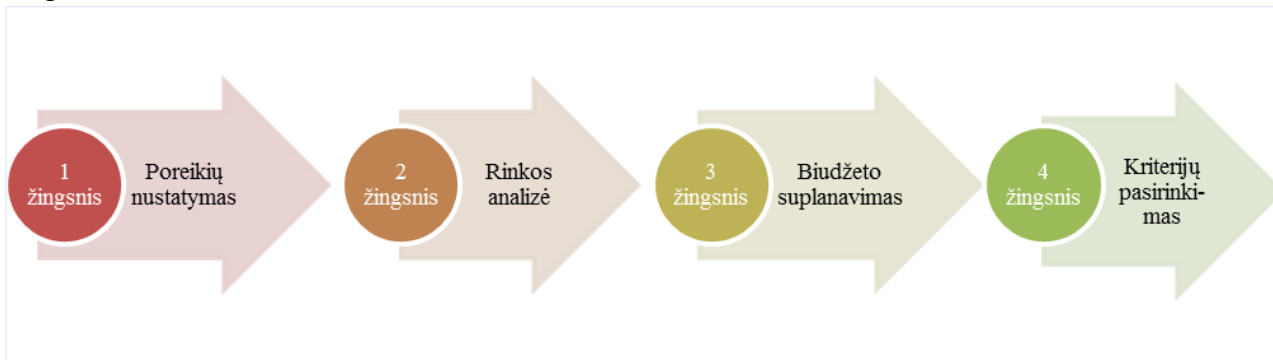 1
žingsnis
Poreikių
nustatymas
2
žingsnis
Rinkos
analizė
3
žingsnis
Biudžeto
suplanavimas
4
žingsnis
Kriterijų
pasirinki-
mas